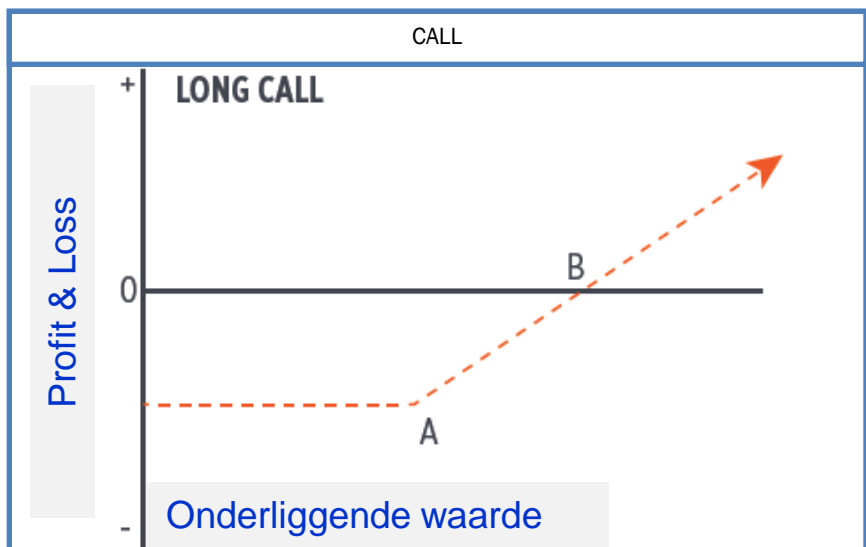 CALL
+
LONG CALL
Profit & Loss
B
0
A
Onderliggende waarde
-